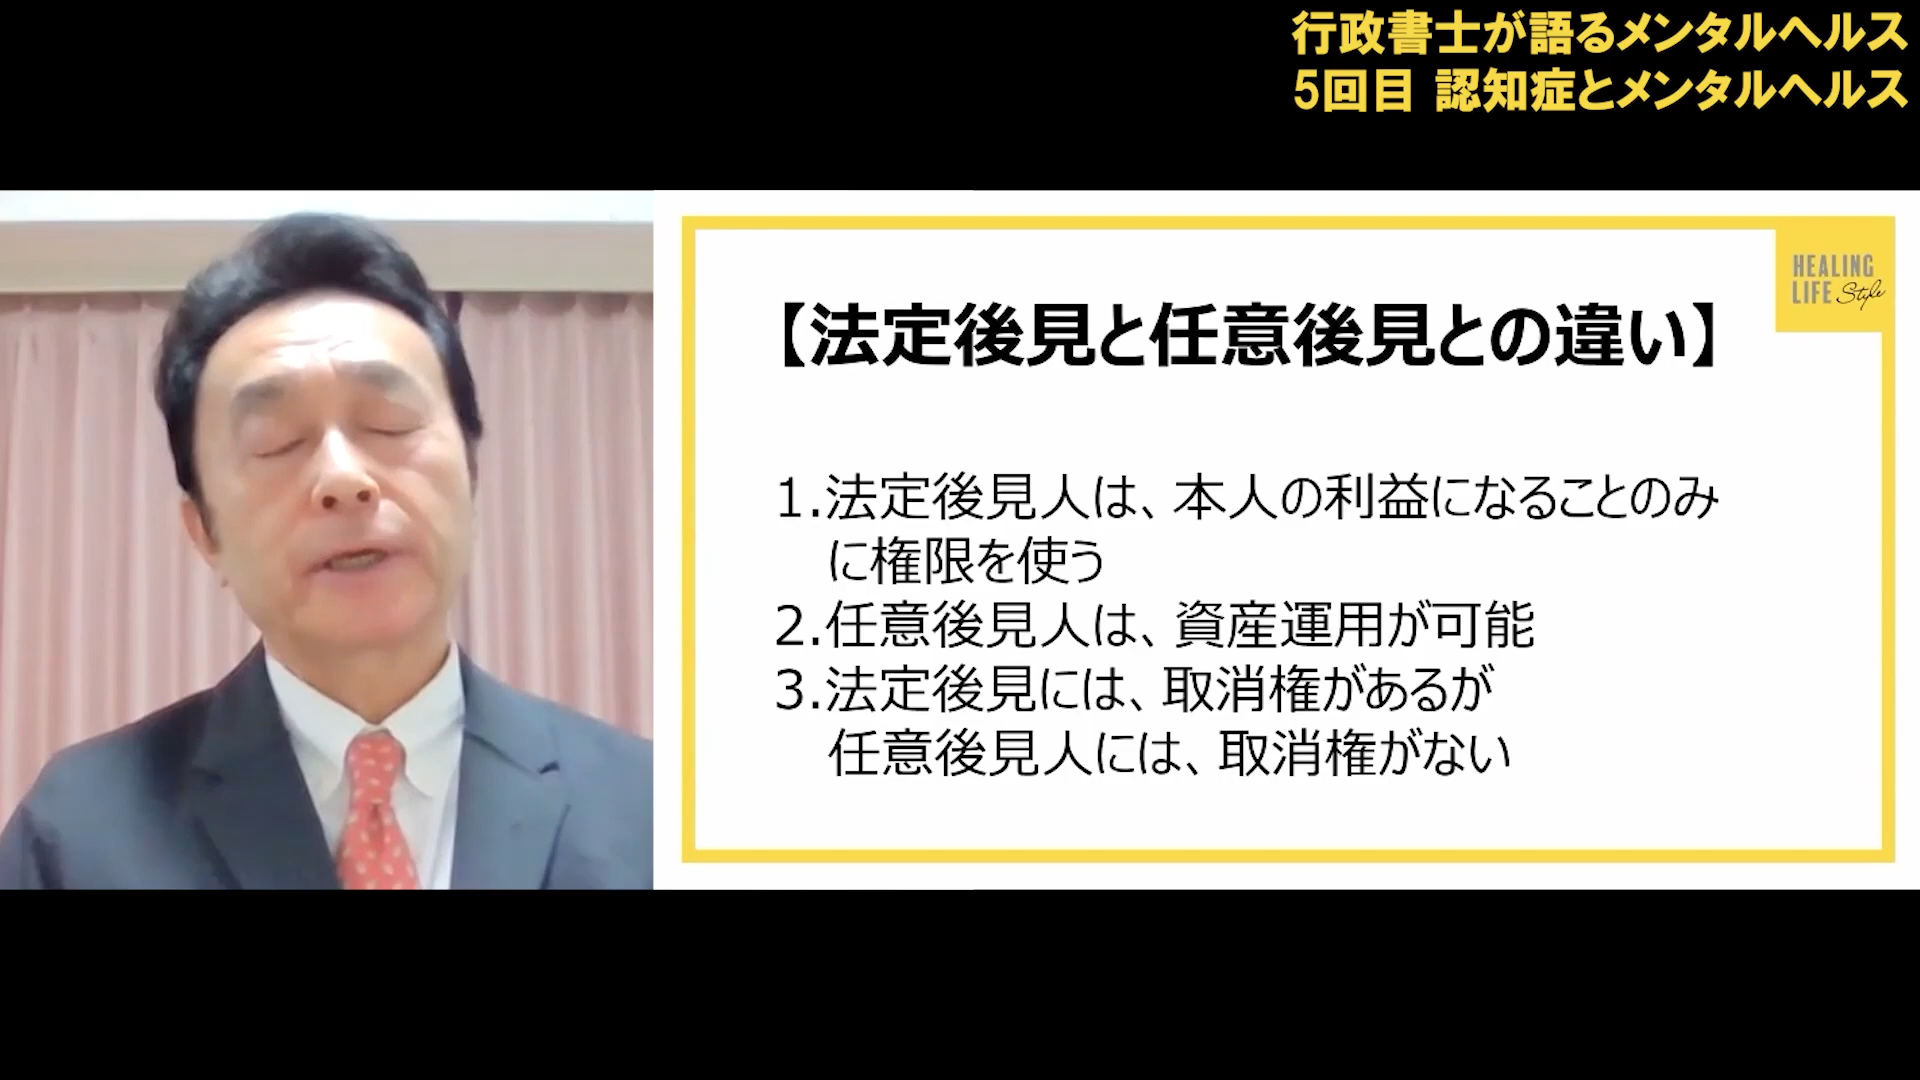 行政書士が語るメンタルヘルス
5回目 認知症とメンタルヘルス
HEALING
LIFE Style
【法定後見と任意後見との違い】
1.法定後見人は、本人の利益になることのみ
に権限を使う
2.任意後見人は、資産運用が可能
3.法定後見には、取消権があるが
任意後見人には、取消権がない